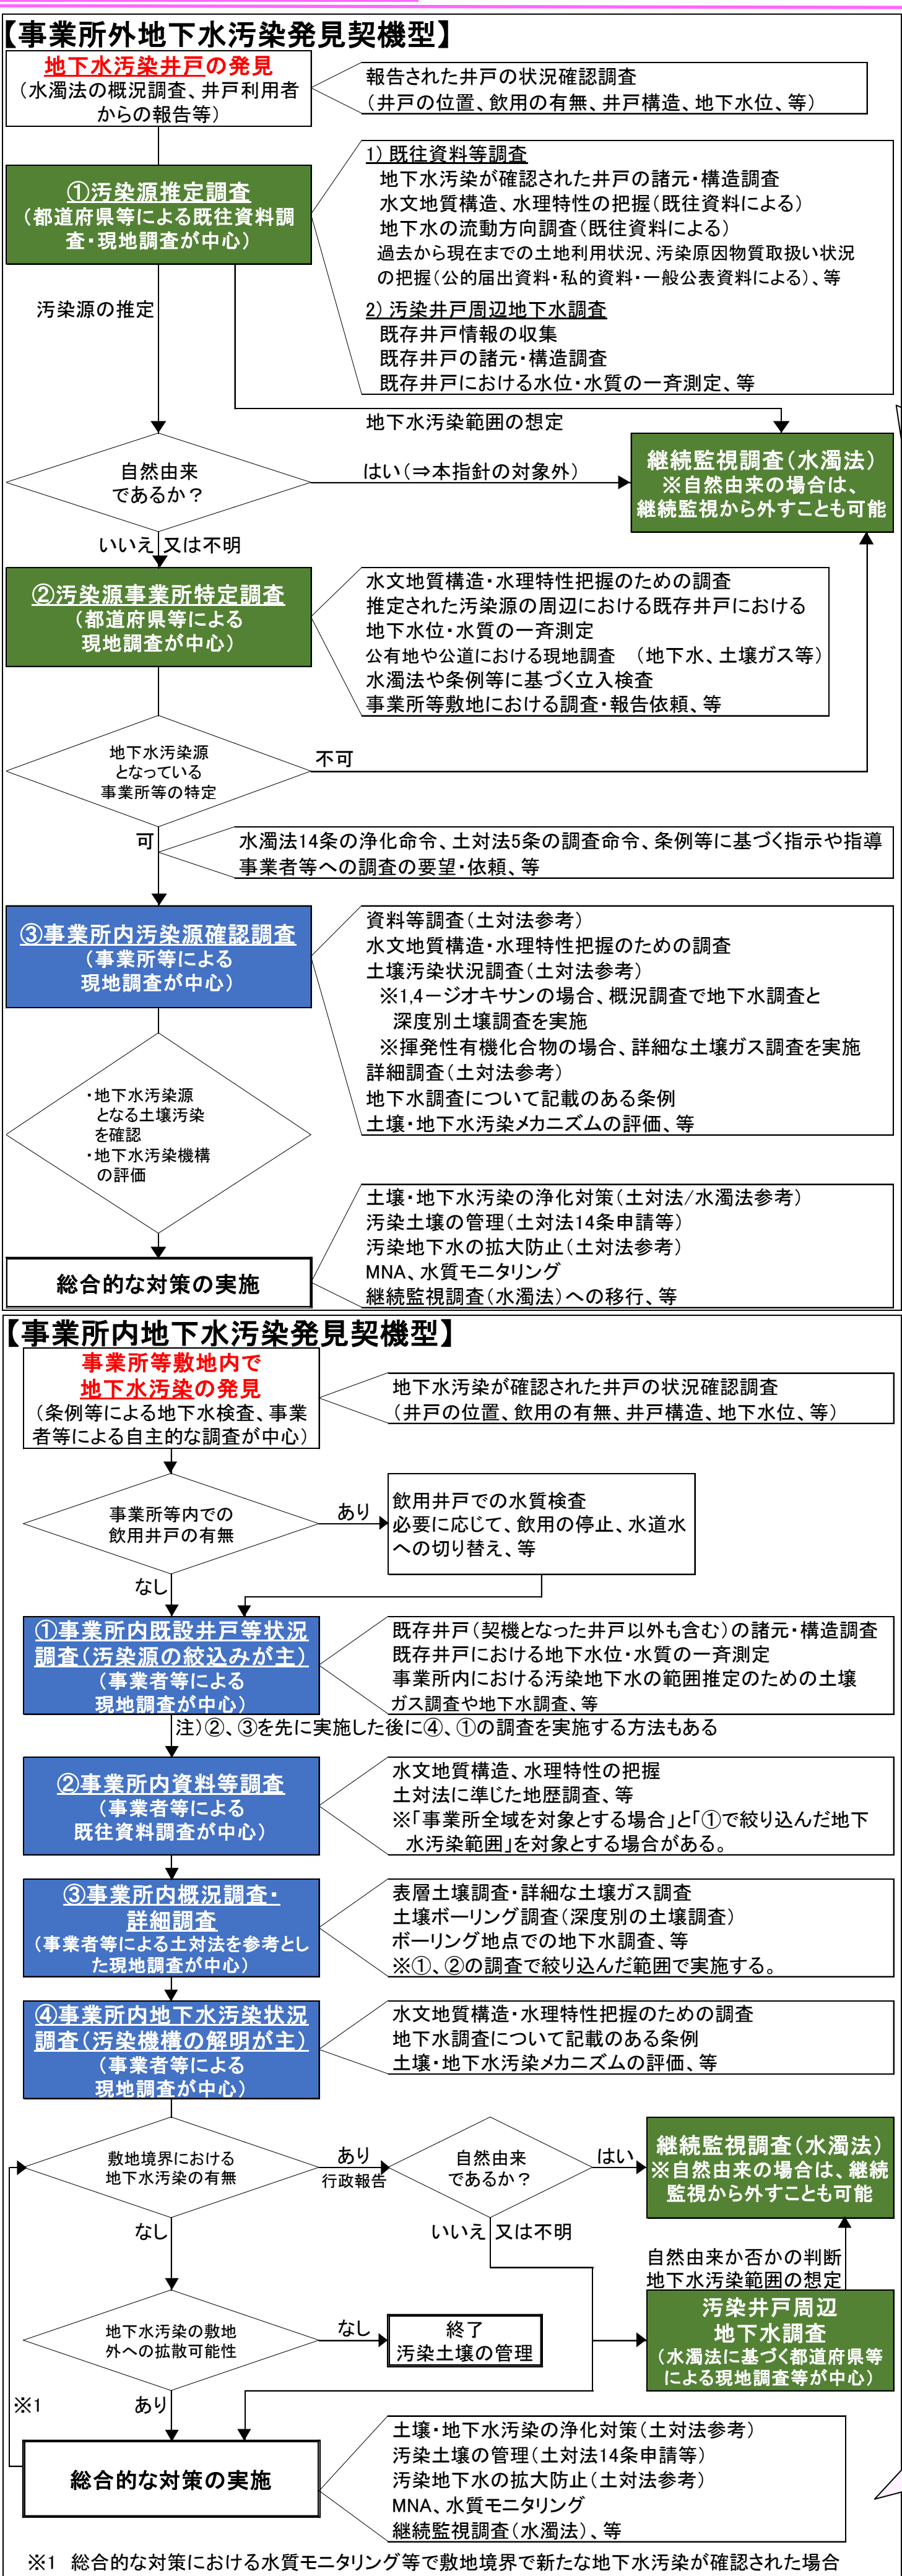 【事業所外地下水汚染発見契機型】
地下水汚染井戸の発見
（水濁法の概況調査、井戸利用者
からの報告等）
報告された井戸の状況確認調査
（井戸の位置、飲用の有無、井戸構造、地下水位、等）
①汚染源推定調査
（都道府県等による既往資料調
査・現地調査が中心）
1) 既往資料等調査
地下水汚染が確認された井戸の諸元・構造調査
水文地質構造、水理特性の把握（既往資料による）
地下水の流動方向調査（既往資料による）
過去から現在までの土地利用状況、汚染原因物質取扱い状況
の把握（公的届出資料・私的資料・一般公表資料による）、等
2) 汚染井戸周辺地下水調査
既存井戸情報の収集
既存井戸の諸元・構造調査
既存井戸における水位・水質の一斉測定、等
汚染源の推定
地下水汚染範囲の想定
自然由来
であるか？
はい（⇒本指針の対象外）
継続監視調査（水濁法）
※自然由来の場合は、
継続監視から外すことも可能
いいえ 又は不明
②汚染源事業所特定調査
（都道府県等による
現地調査が中心）
水文地質構造・水理特性把握のための調査
推定された汚染源の周辺における既存井戸における
地下水位・水質の一斉測定
公有地や公道における現地調査　（地下水、土壌ガス等）
水濁法や条例等に基づく立入検査
事業所等敷地における調査・報告依頼、等
地下水汚染源
となっている
事業所等の特定
不可
可
水濁法14条の浄化命令、土対法5条の調査命令、条例等に基づく指示や指導
事業者等への調査の要望・依頼、等
③事業所内汚染源確認調査
（事業所等による
現地調査が中心）
資料等調査（土対法参考）
水文地質構造・水理特性把握のための調査
土壌汚染状況調査（土対法参考）
※1,4－ジオキサンの場合、概況調査で地下水調査と
深度別土壌調査を実施
※揮発性有機化合物の場合、詳細な土壌ガス調査を実施
詳細調査（土対法参考）
地下水調査について記載のある条例
土壌・地下水汚染メカニズムの評価、等
・地下水汚染源
となる土壌汚染
を確認
・地下水汚染機構
の評価
総合的な対策の実施
土壌・地下水汚染の浄化対策（土対法/水濁法参考）
汚染土壌の管理（土対法14条申請等）
汚染地下水の拡大防止（土対法参考）
MNA、水質モニタリング
継続監視調査（水濁法）への移行、等
【事業所内地下水汚染発見契機型】
事業所等敷地内で
地下水汚染の発見
（条例等による地下水検査、事業
者等による自主的な調査が中心）
地下水汚染が確認された井戸の状況確認調査
（井戸の位置、飲用の有無、井戸構造、地下水位、等）
事業所等内での
飲用井戸の有無
あり
飲用井戸での水質検査
必要に応じて、飲用の停止、水道水
への切り替え、等
なし
①事業所内既設井戸等状況
調査（汚染源の絞込みが主）
（事業者等による
現地調査が中心）
既存井戸（契機となった井戸以外も含む）の諸元・構造調査
既存井戸における地下水位・水質の一斉測定
事業所内における汚染地下水の範囲推定のための土壌
ガス調査や地下水調査、等
注）②、③を先に実施した後に④、①の調査を実施する方法もある
②事業所内資料等調査
（事業者等による
既往資料調査が中心）
水文地質構造、水理特性の把握
土対法に準じた地歴調査、等
※「事業所全域を対象とする場合」と「①で絞り込んだ地下
水汚染範囲」を対象とする場合がある。
③事業所内概況調査・
詳細調査
（事業者等による土対法を参考とし
た現地調査が中心）
表層土壌調査・詳細な土壌ガス調査
土壌ボーリング調査（深度別の土壌調査）
ボーリング地点での地下水調査、等
※①、②の調査で絞り込んだ範囲で実施する。
④事業所内地下水汚染状況
調査（汚染機構の解明が主）
（事業者等による
現地調査が中心）
水文地質構造・水理特性把握のための調査
地下水調査について記載のある条例
土壌・地下水汚染メカニズムの評価、等
敷地境界における
地下水汚染の有無
あり
行政報告
自然由来
であるか？
はい
継続監視調査（水濁法）
※自然由来の場合は、継続
監視から外すことも可能
なし
いいえ 又は不明
自然由来か否かの判断
地下水汚染範囲の想定
地下水汚染の敷地
外への拡散可能性
なし
終了
汚染土壌の管理
汚染井戸周辺
地下水調査
（水濁法に基づく都道府県等
による現地調査等が中心）
※1
あり
総合的な対策の実施
土壌・地下水汚染の浄化対策（土対法参考）
汚染土壌の管理（土対法14条申請等）
汚染地下水の拡大防止（土対法参考）
MNA、水質モニタリング
継続監視調査（水濁法）、等
※1　総合的な対策における水質モニタリング等で敷地境界で新たな地下水汚染が確認された場合